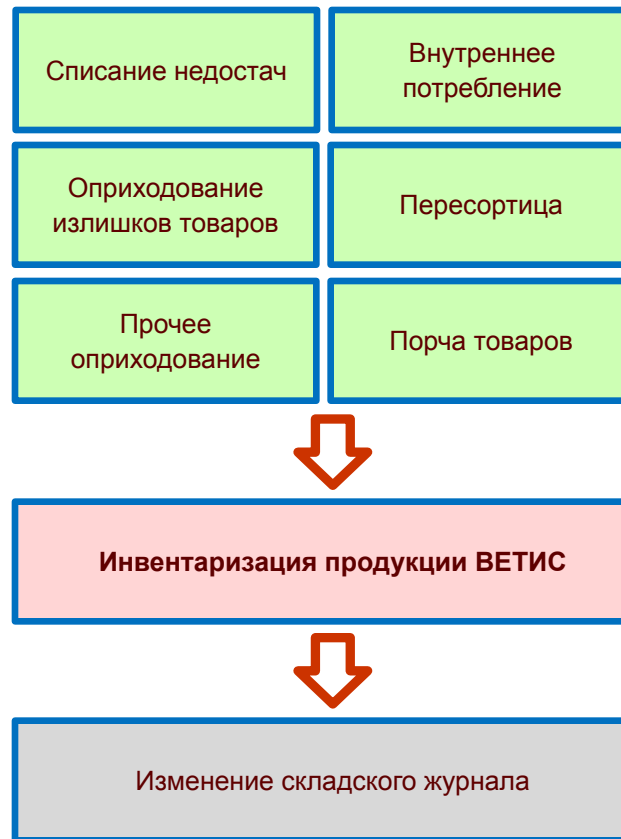 Списание недостач
Внутреннее
потребление
Оприходование
излишков товаров
Пересортица
Прочее
оприходование
Порча товаров
Инвентаризация продукции ВЕТИС
Изменение складского журнала